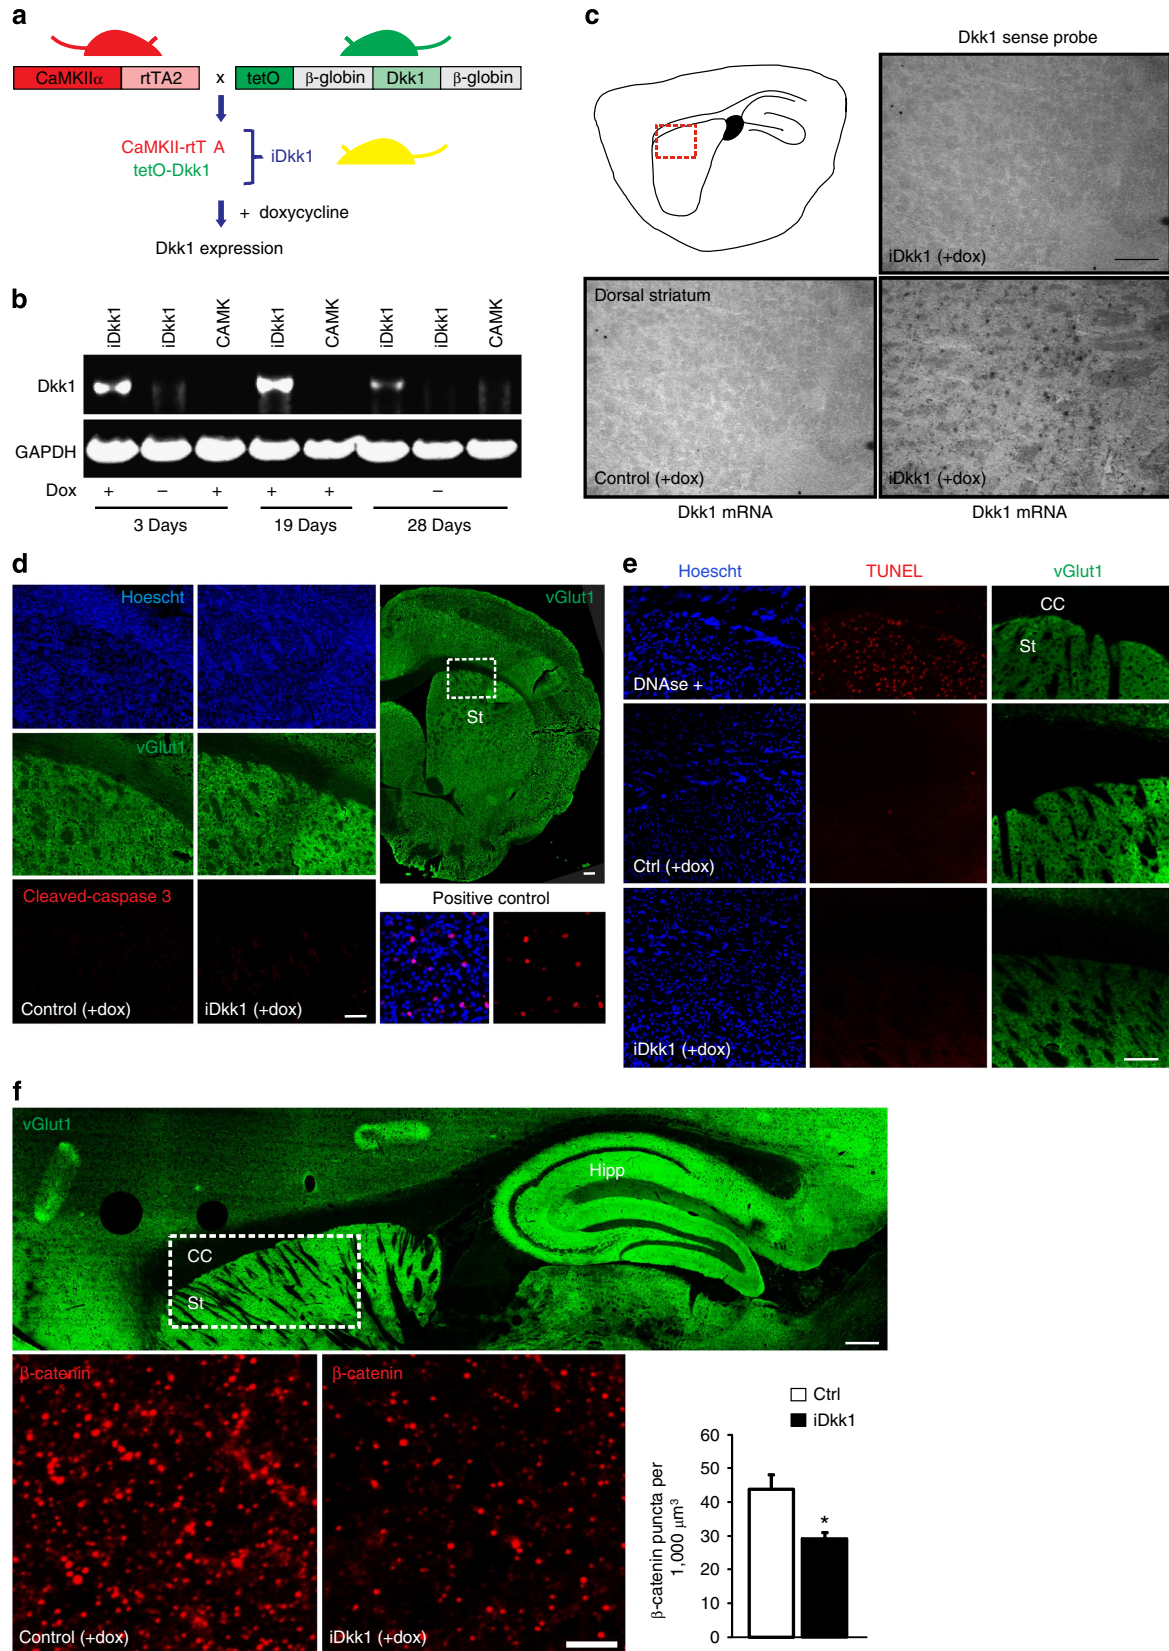 a
CaMKIIα rtTA2 x tetO β-globin Dkk1 β-globin
CaMKII-rtT A
tetO-Dkk1
iDkk1
+ doxycycline
Dkk1 expression
b
iDkk1 iDkk1 CAMK iDkk1 CAMK iDkk1 iDkk1 CAMK
Dkk1
GAPDH
Dox + − + + + −
3 Days 19 Days 28 Days
c
Dkk1 sense probe
iDkk1 (+dox)
Dorsal striatum
Control (+dox)
iDkk1 (+dox)
Dkk1 mRNA Dkk1 mRNA
d
Hoescht
vGlut1
St
vGlut1
Cleaved-caspase 3
Control (+dox)
iDkk1 (+dox)
Positive control
e
Hoescht TUNEL vGlut1
CC
St
DNAse +
Ctrl (+dox)
iDkk1 (+dox)
f
vGlut1
Hipp
CC
St
β-catenin
Control (+dox)
β-catenin
iDkk1 (+dox)
Ctrl
iDkk1
β-catenin puncta per
1,000 μm³
60
50
40
30
20
10
0
*